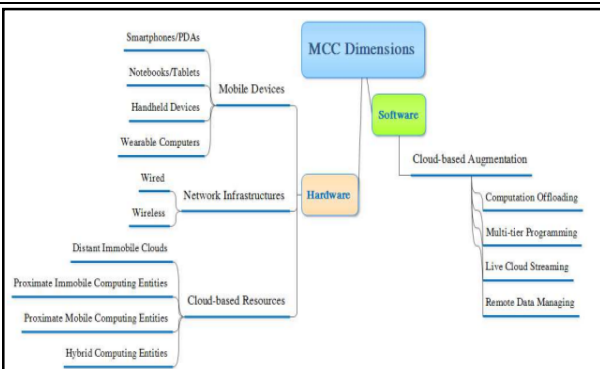 MCC Dimensions
Software
Cloud-based Augmentation
Computation Offloading
Multi-tier Programming
Live Cloud Streaming
Remote Data Managing
Hardware
Mobile Devices
Smartphones/PDAs
Notebooks/Tablets
Handheld Devices
Wearable Computers
Network Infrastructures
Wired
Wireless
Cloud-based Resources
Distant Immobile Clouds
Proximate Immobile Computing Entities
Proximate Mobile Computing Entities
Hybrid Computing Entities